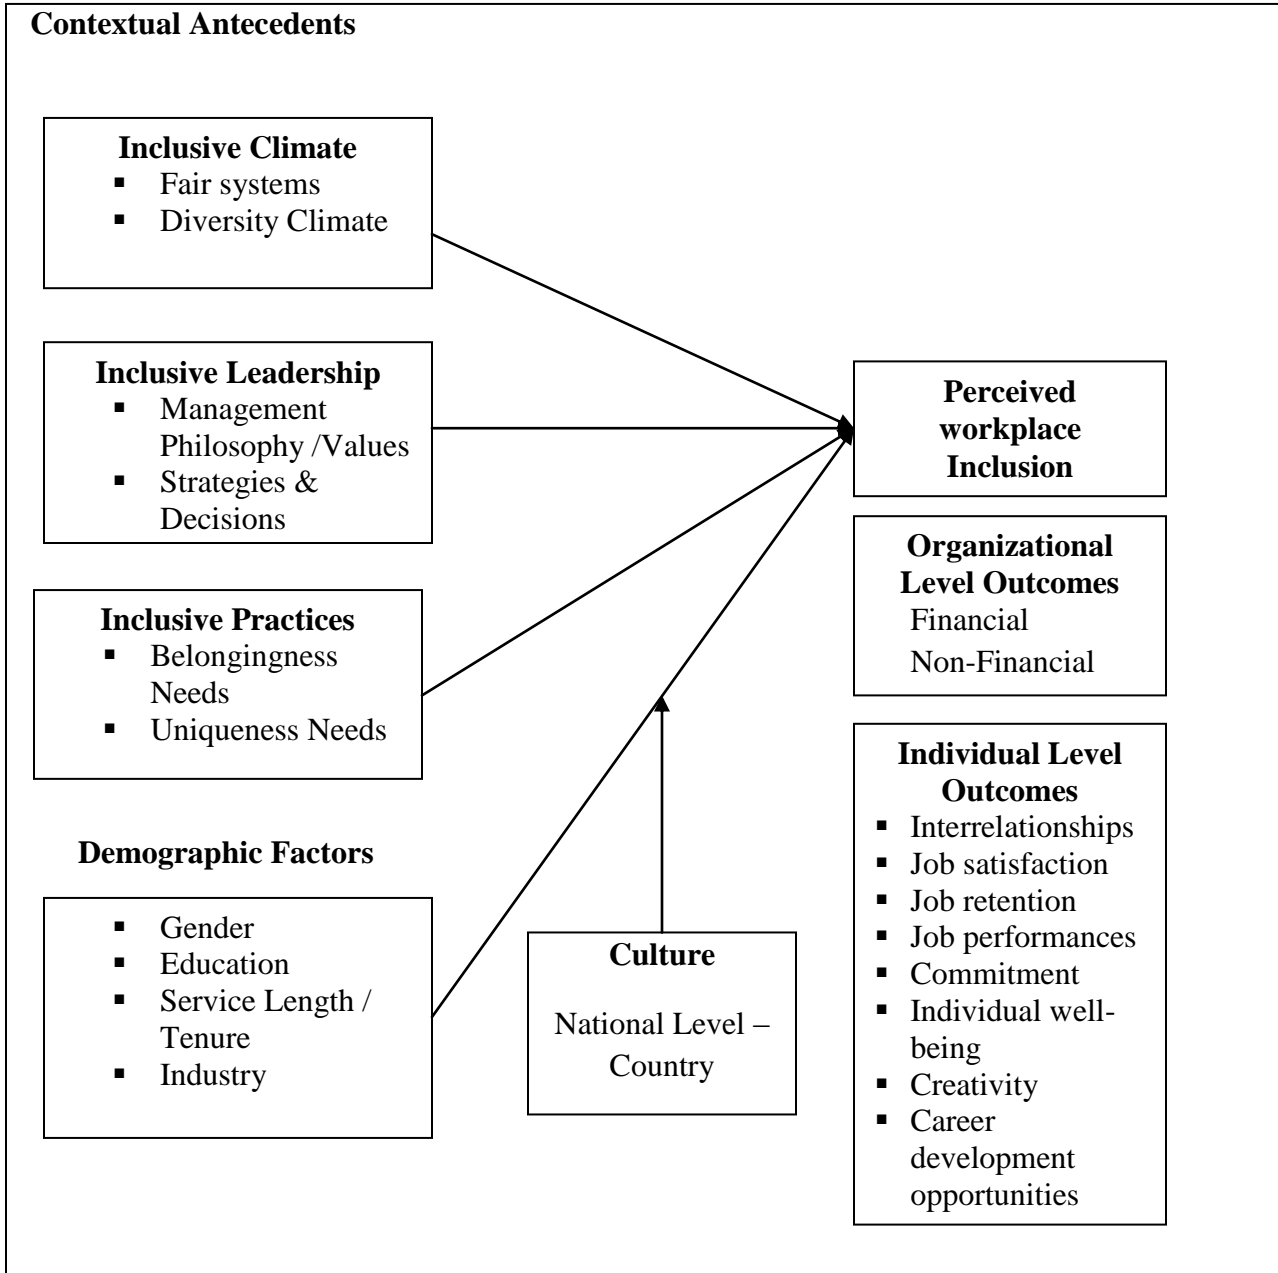 Contextual Antecedents
Inclusive Climate
▪ Fair systems
▪ Diversity Climate
Inclusive Leadership
▪ Management
Philosophy /Values
▪ Strategies &
Decisions
Inclusive Practices
▪ Belongingness
Needs
▪ Uniqueness Needs
Demographic Factors
▪ Gender
▪ Education
▪ Service Length /
Tenure
▪ Industry
Culture
National Level –
Country
Perceived
workplace
Inclusion
Organizational
Level Outcomes
Financial
Non-Financial
Individual Level
Outcomes
▪ Interrelationships
▪ Job satisfaction
▪ Job retention
▪ Job performances
▪ Commitment
▪ Individual well-
being
▪ Creativity
▪ Career
development
opportunities